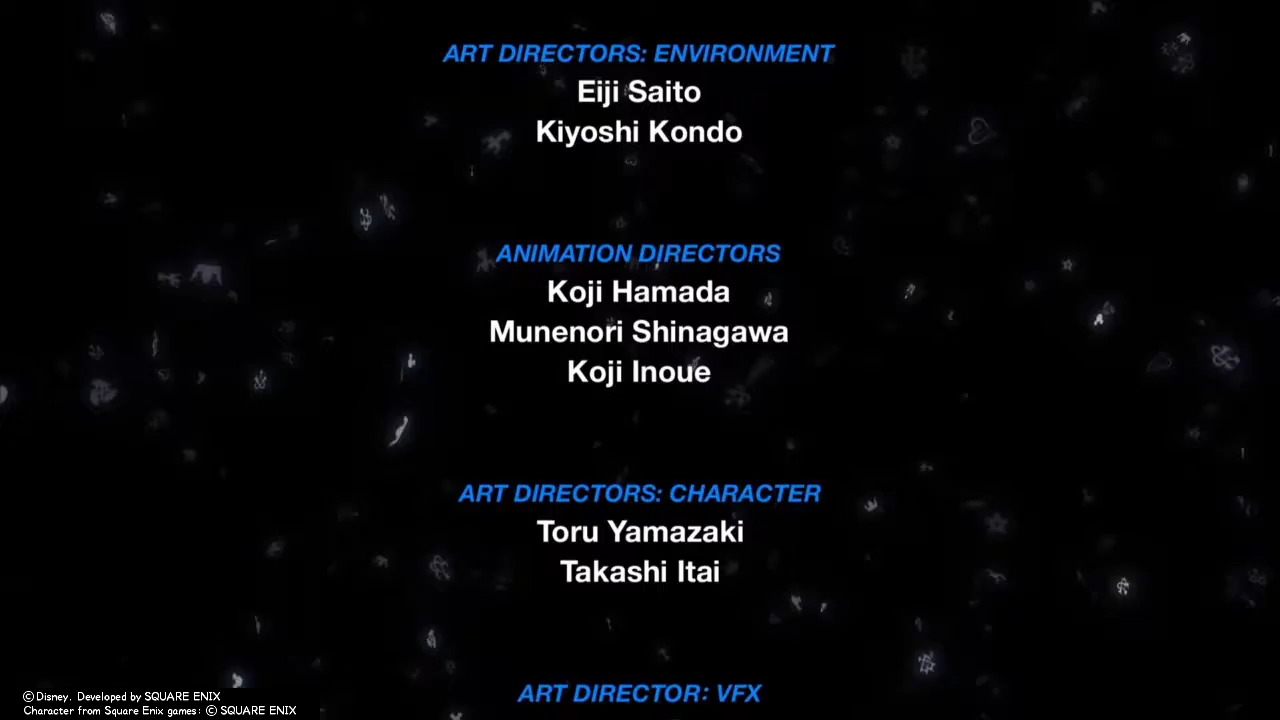 ART DIRECTORS: ENVIRONMENT
Eiji Saito
Kiyoshi Kondo
ANIMATION DIRECTORS
Koji Hamada
Munenori Shinagawa
Koji Inoue
ART DIRECTORS: CHARACTER
Toru Yamazaki
Takashi Itai
ART DIRECTOR: VFX
© Disney. Developed by SQUARE ENIX
Character from Square Enix games: © SQUARE ENIX